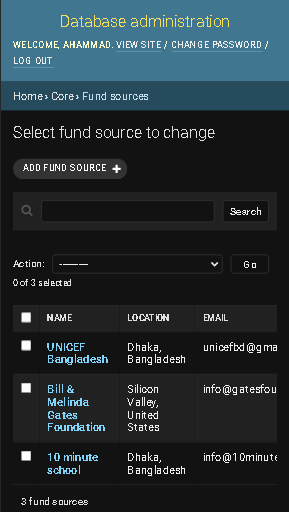 Database administration
WELCOME, AHAMMAD. VIEW SITE / CHANGE PASSWORD /
LOG OUT
Home › Core › Fund sources
Select fund source to change
ADD FUND SOURCE +
Search
Action: ---------
Go
0 of 3 selected
NAME LOCATION EMAIL
UNICEF Dhaka, unicefbd@gma
Bangladesh Bangladesh
Bill & Silicon info@gatesfou
Melinda Valley,
Gates United
Foundation States
10 minute Dhaka, info@10minute
school Bangladesh
3 fund sources